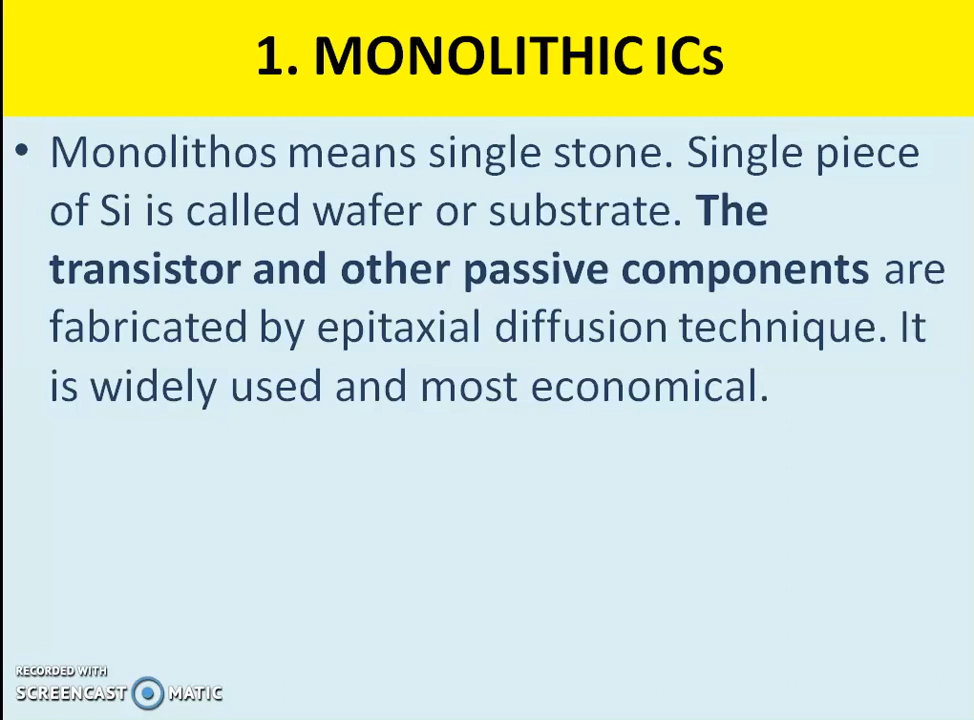 1. MONOLITHIC ICs
• Monolithos means single stone. Single piece
of Si is called wafer or substrate. The
transistor and other passive components are
fabricated by epitaxial diffusion technique. It
is widely used and most economical.
RECORDED WITH
SCREENCAST MATIC